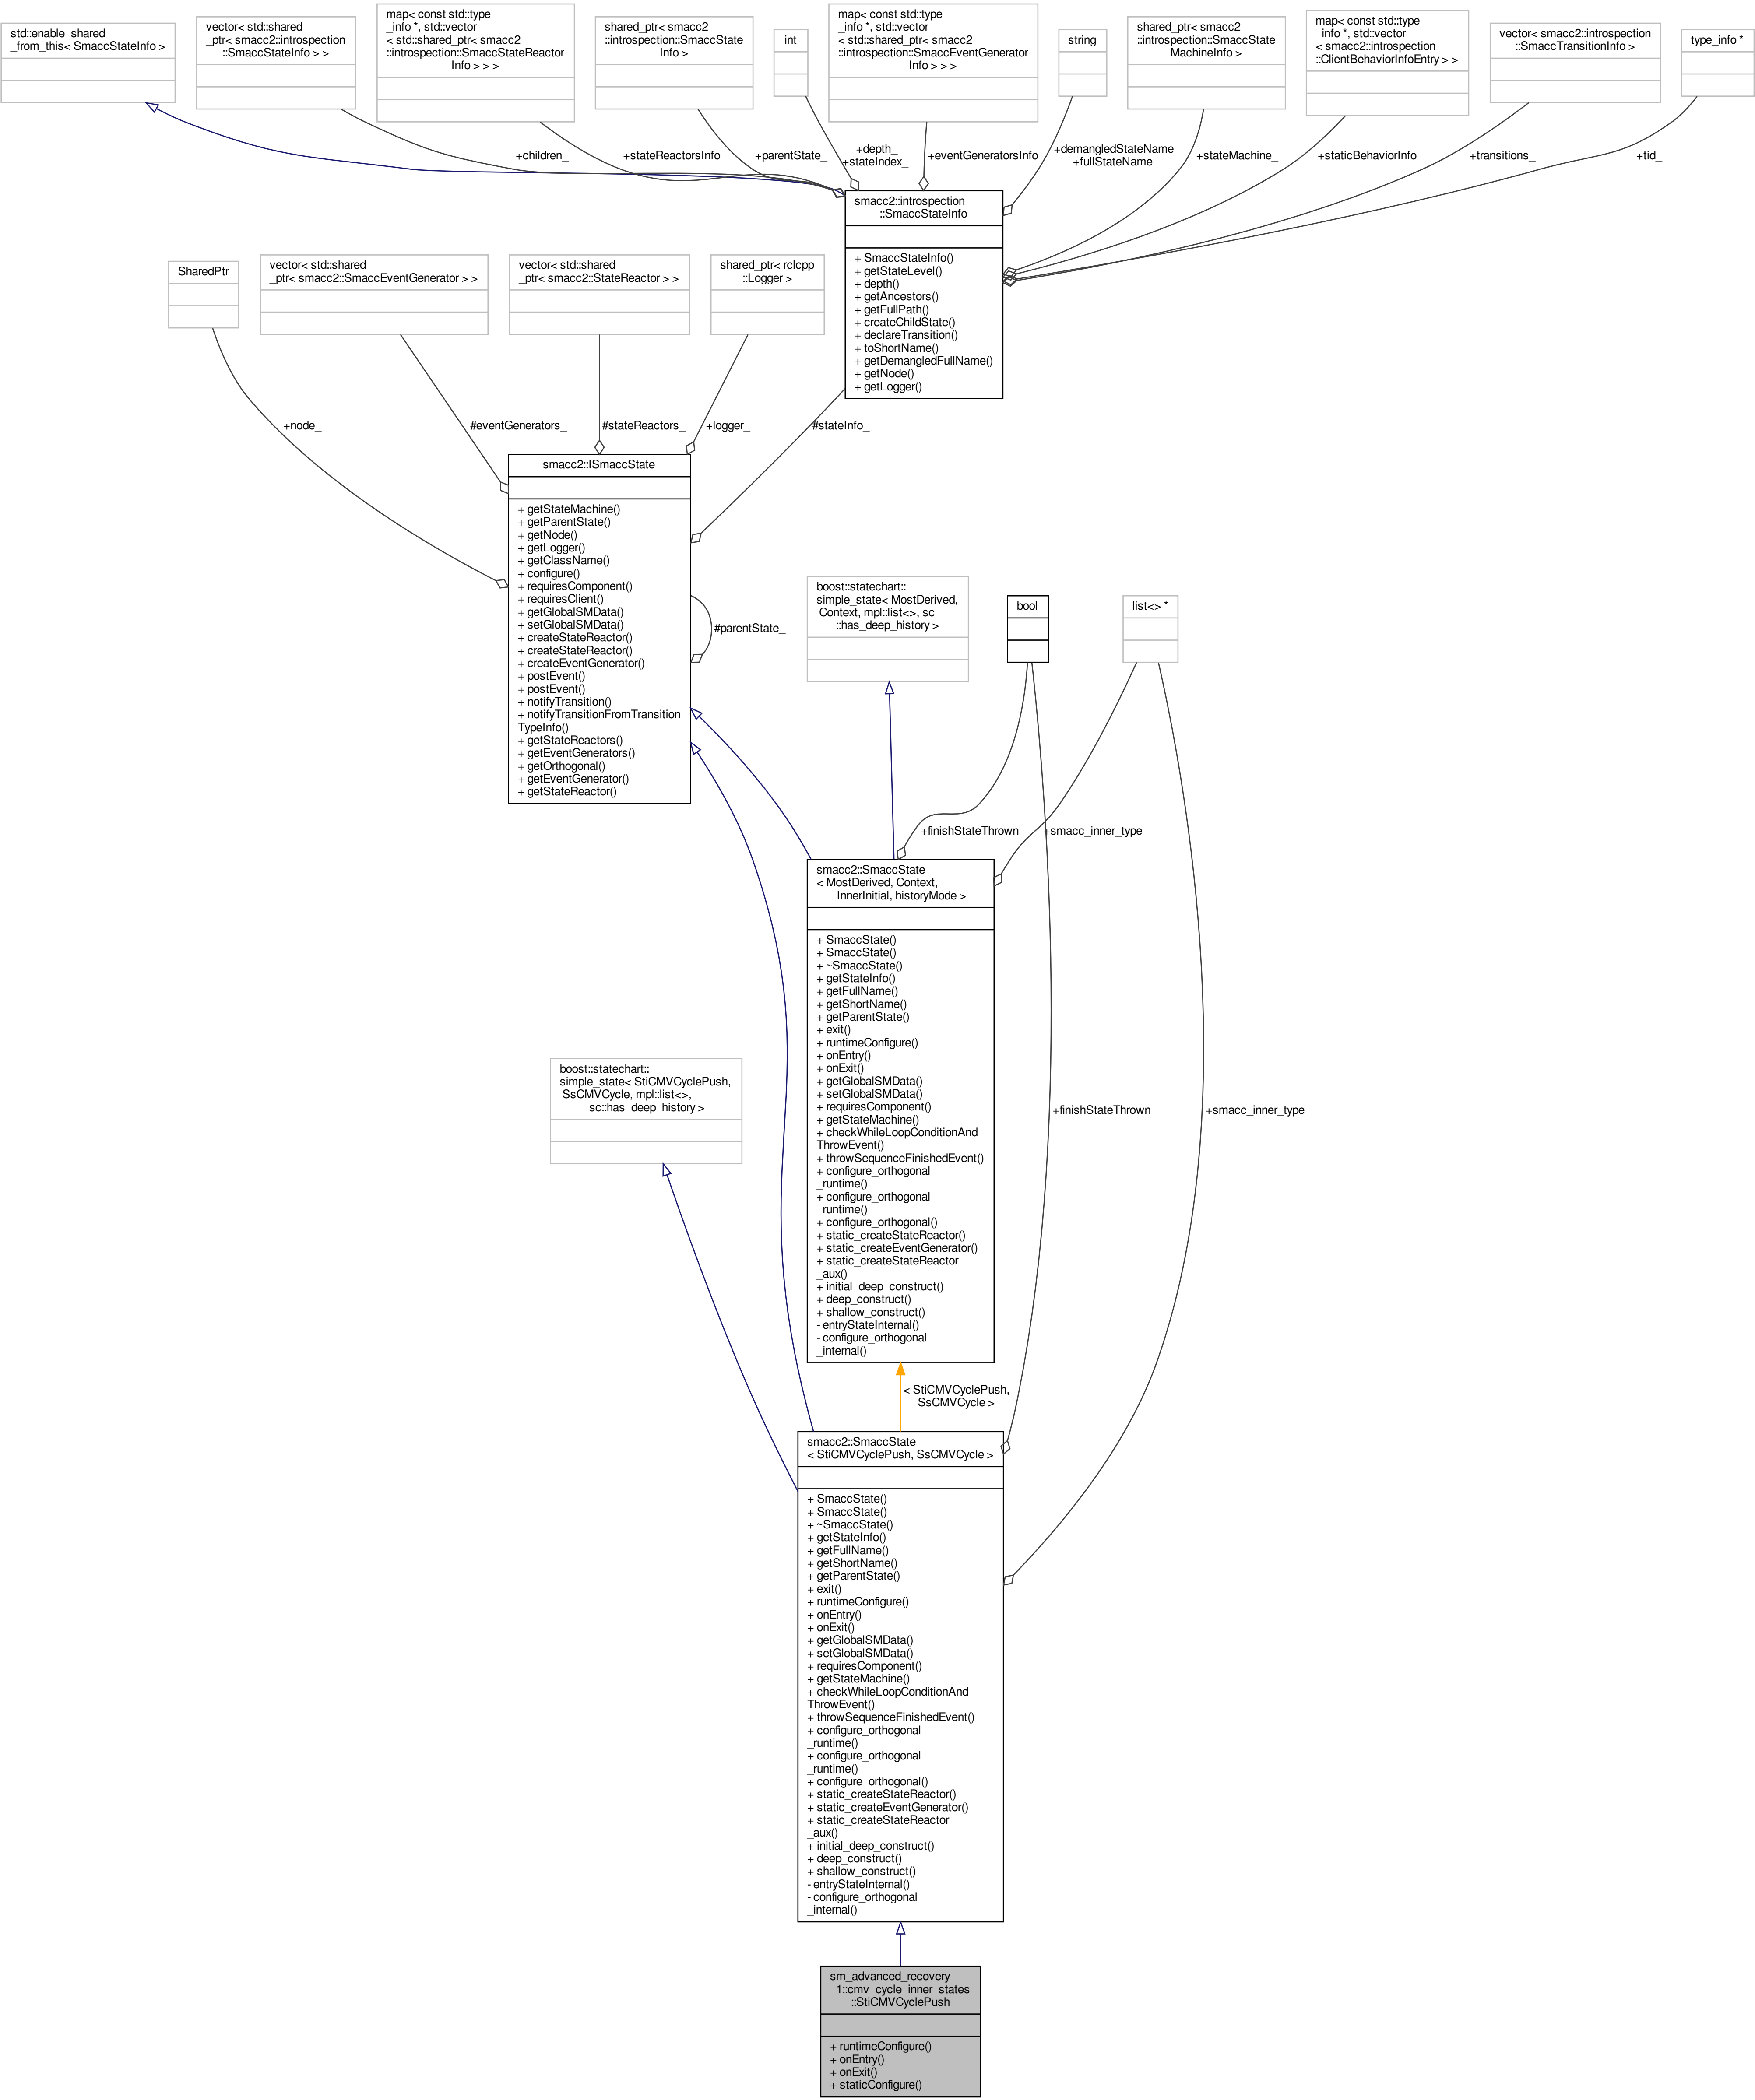 std::enable_shared
_from_this< SmaccStateInfo >
vector< std::shared
_ptr< smacc2::introspection
::SmaccStateInfo > >
map< const std::type
_info *, std::vector
< std::shared_ptr< smacc2
::introspection::SmaccStateReactor
Info > > >
shared_ptr< smacc2
::introspection::SmaccState
Info >
int
map< const std::type
_info *, std::vector
< std::shared_ptr< smacc2
::introspection::SmaccEventGenerator
Info > > >
string
shared_ptr< smacc2
::introspection::SmaccState
MachineInfo >
map< const std::type
_info *, std::vector
< smacc2::introspection
::ClientBehaviorInfoEntry > >
vector< smacc2::introspection
::SmaccTransitionInfo >
type_info *
+children_
+stateReactorsInfo
+parentState_
+depth_
+stateIndex_
+eventGeneratorsInfo
+demangledStateName
+fullStateName
+stateMachine_
+staticBehaviorInfo
+transitions_
+tid_
smacc2::introspection
::SmaccStateInfo
+ SmaccStateInfo()
+ getStateLevel()
+ depth()
+ getAncestors()
+ getFullPath()
+ createChildState()
+ declareTransition()
+ toShortName()
+ getDemangledFullName()
+ getNode()
+ getLogger()
SharedPtr
vector< std::shared
_ptr< smacc2::SmaccEventGenerator > >
vector< std::shared
_ptr< smacc2::StateReactor > >
shared_ptr< rclcpp
::Logger >
+node_
#eventGenerators_
#stateReactors_
+logger_
#stateInfo_
smacc2::ISmaccState
+ getStateMachine()
+ getParentState()
+ getNode()
+ getLogger()
+ getClassName()
+ configure()
+ requiresComponent()
+ requiresClient()
+ getGlobalSMData()
+ setGlobalSMData()
+ createStateReactor()
+ createStateReactor()
+ createEventGenerator()
+ postEvent()
+ postEvent()
+ notifyTransition()
+ notifyTransitionFromTransition
TypeInfo()
+ getStateReactors()
+ getEventGenerators()
+ getOrthogonal()
+ getEventGenerator()
+ getStateReactor()
#parentState_
boost::statechart::
simple_state< MostDerived,
Context, mpl::list<>, sc
::has_deep_history >
bool
list<> *
+finishStateThrown
+smacc_inner_type
smacc2::SmaccState
< MostDerived, Context,
InnerInitial, historyMode >
+ SmaccState()
+ SmaccState()
+ ~SmaccState()
+ getStateInfo()
+ getFullName()
+ getShortName()
+ getParentState()
+ exit()
+ runtimeConfigure()
+ onEntry()
+ onExit()
+ getGlobalSMData()
+ setGlobalSMData()
+ requiresComponent()
+ getStateMachine()
+ checkWhileLoopConditionAnd
ThrowEvent()
+ throwSequenceFinishedEvent()
+ configure_orthogonal
_runtime()
+ configure_orthogonal
_runtime()
+ configure_orthogonal()
+ static_createStateReactor()
+ static_createEventGenerator()
+ static_createStateReactor
_aux()
+ initial_deep_construct()
+ deep_construct()
+ shallow_construct()
- entryStateInternal()
- configure_orthogonal
_internal()
boost::statechart::
simple_state< StiCMVCyclePush,
SsCMVCycle, mpl::list<>,
sc::has_deep_history >
+finishStateThrown
+smacc_inner_type
< StiCMVCyclePush,
SsCMVCycle >
smacc2::SmaccState
< StiCMVCyclePush, SsCMVCycle >
+ SmaccState()
+ SmaccState()
+ ~SmaccState()
+ getStateInfo()
+ getFullName()
+ getShortName()
+ getParentState()
+ exit()
+ runtimeConfigure()
+ onEntry()
+ onExit()
+ getGlobalSMData()
+ setGlobalSMData()
+ requiresComponent()
+ getStateMachine()
+ checkWhileLoopConditionAnd
ThrowEvent()
+ throwSequenceFinishedEvent()
+ configure_orthogonal
_runtime()
+ configure_orthogonal
_runtime()
+ configure_orthogonal()
+ static_createStateReactor()
+ static_createEventGenerator()
+ static_createStateReactor
_aux()
+ initial_deep_construct()
+ deep_construct()
+ shallow_construct()
- entryStateInternal()
- configure_orthogonal
_internal()
sm_advanced_recovery
_1::cmv_cycle_inner_states
::StiCMVCyclePush
+ runtimeConfigure()
+ onEntry()
+ onExit()
+ staticConfigure()